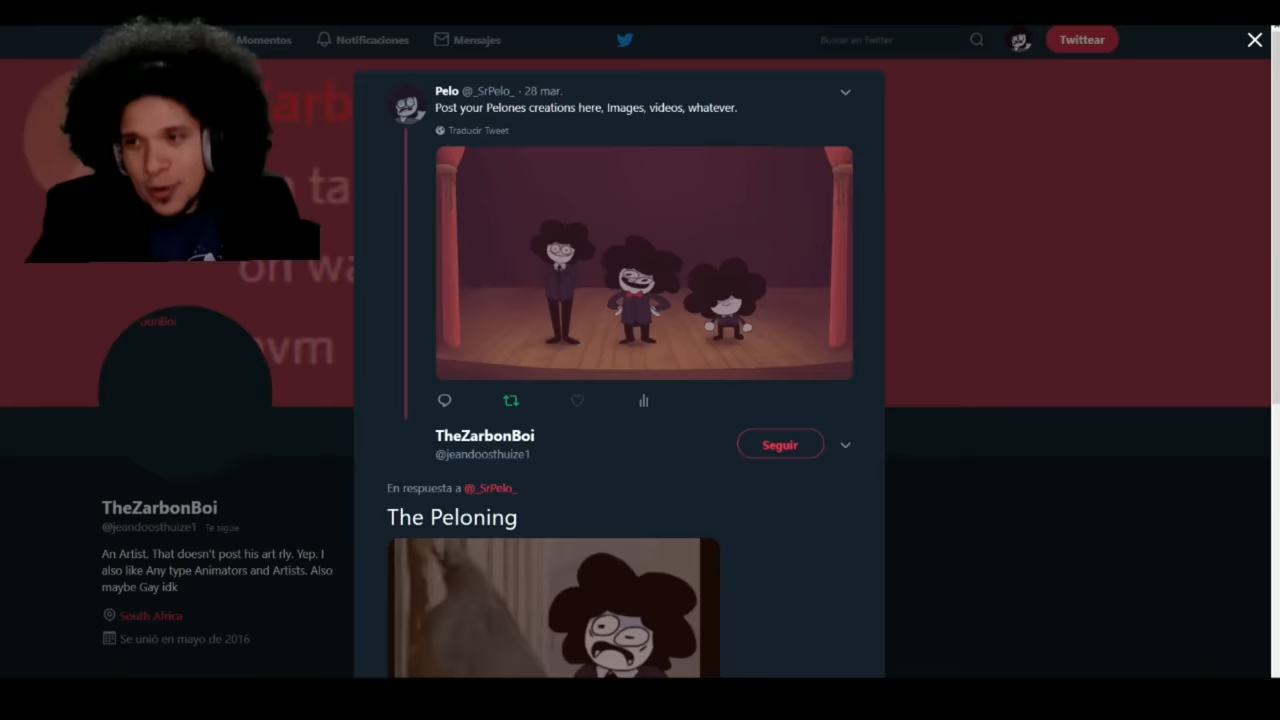 Momentos
Notificaciones
Mensajes
Buscar en Twitter
Twittear
Pelo @_SrPelo_ · 28 mar.
Post your Pelones creations here, Images, videos, whatever.
Traducir Tweet
TheZarbonBoi
@jeandoosthuize1
Seguir
En respuesta a @_SrPelo_
The Peloning
TheZarbonBoi
@jeandoosthuize1 Te sigue
An Artist. That doesn't post his art rly. Yep. I
also like Any type Animators and Artists. Also
maybe Gay idk
South Africa
Se unió en mayo de 2016